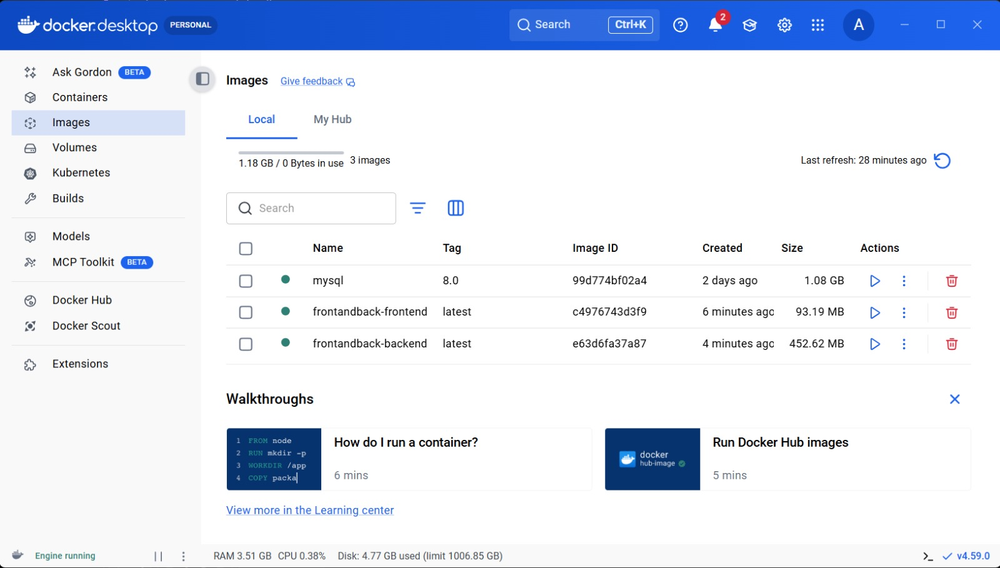 docker.desktop PERSONAL Search Ctrl+K 2 A
Ask Gordon BETA
Containers
Images
Volumes
Kubernetes
Builds
Models
MCP Toolkit BETA
Docker Hub
Docker Scout
Extensions
Images Give feedback
Local My Hub
1.18 GB / 0 Bytes in use 3 images Last refresh: 28 minutes ago
Search
Name Tag Image ID Created Size Actions
mysql 8.0 99d774bf02a4 2 days ago 1.08 GB
frontandback-frontend latest c4976743d3f9 6 minutes ago 93.19 MB
frontandback-backend latest e63d6fa37a87 4 minutes ago 452.62 MB
Walkthroughs
1 FROM node
2 RUN mkdir -p
3 WORKDIR /app
4 COPY packa
How do I run a container?
6 mins
docker
hub-image
Run Docker Hub images
5 mins
View more in the Learning center
Engine running RAM 3.51 GB CPU 0.38% Disk: 4.77 GB used (limit 1006.85 GB) v4.59.0